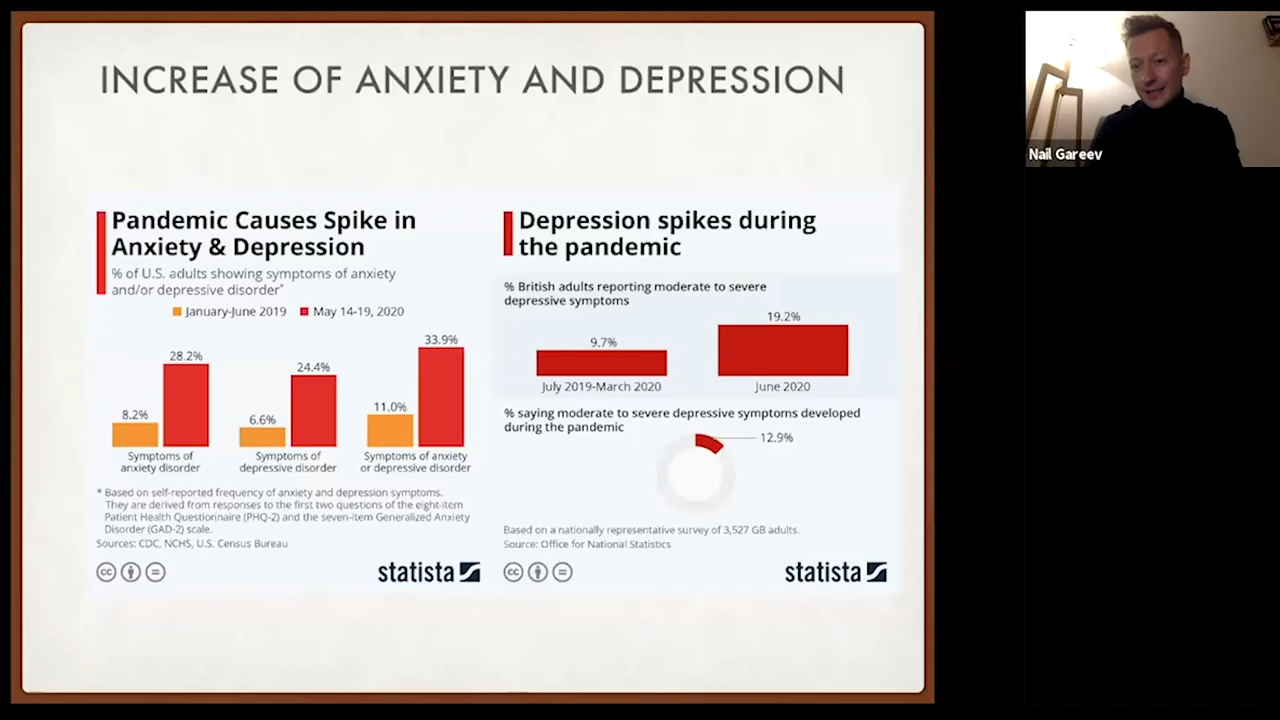 INCREASE OF ANXIETY AND DEPRESSION
Pandemic Causes Spike in
Anxiety & Depression
% of U.S. adults showing symptoms of anxiety
and/or depressive disorder*
January-June 2019
May 14-19, 2020
8.2%
28.2%
6.6%
24.4%
11.0%
33.9%
Symptoms of
anxiety disorder
Symptoms of
depressive disorder
Symptoms of anxiety
or depressive disorder
* Based on self-reported frequency of anxiety and depression symptoms.
They are derived from responses to the first two questions of the eight-item
Patient Health Questionnaire (PHQ-2) and the seven-item Generalized Anxiety
Disorder (GAD-2) scale.
Sources: CDC, NCHS, U.S. Census Bureau
cc
statista
Depression spikes during
the pandemic
% British adults reporting moderate to severe
depressive symptoms
9.7%
19.2%
July 2019-March 2020
June 2020
% saying moderate to severe depressive symptoms developed
during the pandemic
12.9%
Based on a nationally representative survey of 3,527 GB adults.
Source: Office for National Statistics
cc
statista
Nail Gareev